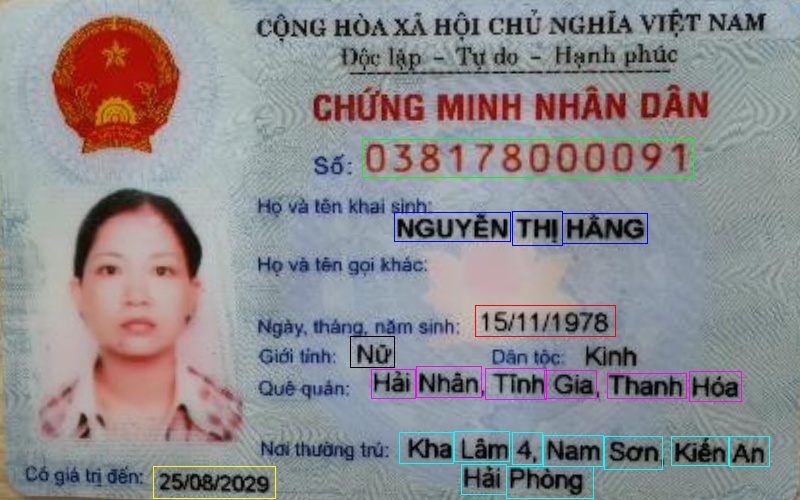 CỘNG HÒA XÃ HỘI CHỦ NGHĨA VIỆT NAM
Độc lập - Tự do - Hạnh phúc
CHỨNG MINH NHÂN DÂN
Số: 038178000091
Họ và tên khai sinh:
NGUYỄN THỊ HẰNG
Họ và tên gọi khác:
Ngày, tháng, năm sinh: 15/11/1978
Giới tính: Nữ Dân tộc: Kinh
Quê quán: Hải Nhân, Tĩnh Gia, Thanh Hóa
Nơi thường trú: Kha Lâm 4, Nam Sơn, Kiến An
Hải Phòng
Có giá trị đến: 25/08/2029